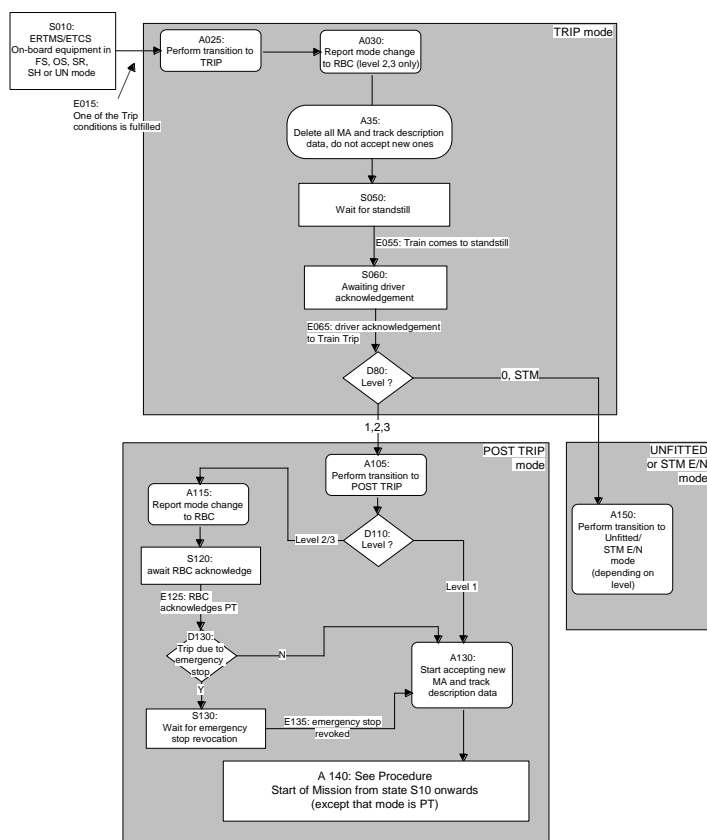 S010:
ERTMS/ETCS
On-board equipment in
FS, OS, SR,
SH or UN mode
E015:
One of the Trip
conditions is fulfilled
TRIP mode
A025:
Perform transition to
TRIP
A030:
Report mode change
to RBC (level 2,3 only)
A35:
Delete all MA and track description
data, do not accept new ones
S050:
Wait for standstill
E055: Train comes to standstill
S060:
Awaiting driver
acknowledgement
E065: driver acknowledgement
to Train Trip
D80:
Level ?
0, STM
1,2,3
POST TRIP
mode
A105:
Perform transition to
POST TRIP
A115:
Report mode change
to RBC
D110:
Level ?
Level 2/3
Level 1
S120:
await RBC acknowledge
E125: RBC
acknowledges PT
D130:
Trip due to
emergency
stop
N
Y
A130:
Start accepting new
MA and track
description data
S130:
Wait for emergency
stop revocation
E135: emergency stop
revoked
A 140: See Procedure
Start of Mission from state S10 onwards
(except that mode is PT)
UNFITTED
or STM E/N
mode
A150:
Perform transition to
Unfitted/
STM E/N
mode
(depending on
level)